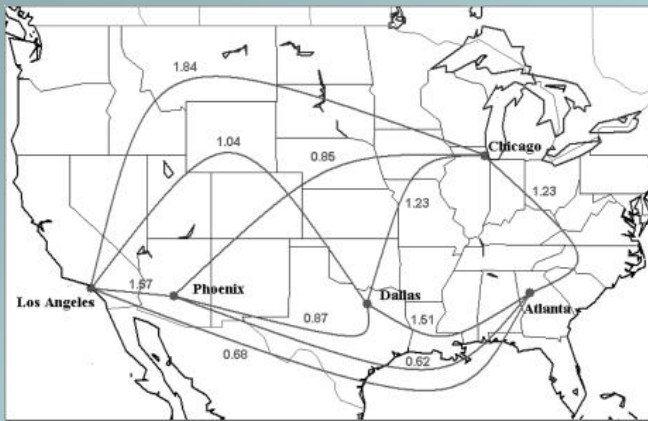 1.84
1.04
0.85
Chicago
1.23
1.23
1.67
Phoenix
Los Angeles
Dallas
Atlanta
0.87
1.51
0.68
0.62